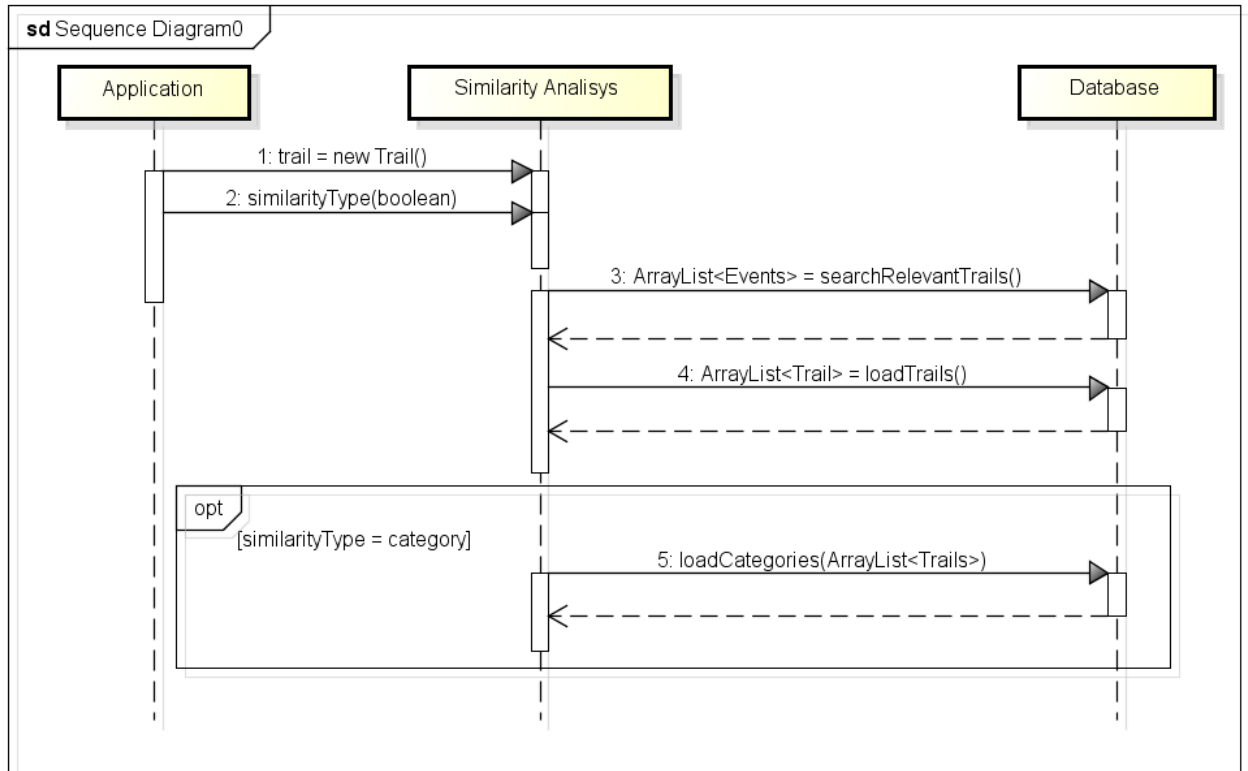 sd Sequence Diagram0
Application
Similarity Analisys
Database
1: trail = new Trail()
2: similarityType(boolean)
3: ArrayList<Events> = searchRelevantTrails()
4: ArrayList<Trail> = loadTrails()
opt
[similarityType = category]
5: loadCategories(ArrayList<Trails>)